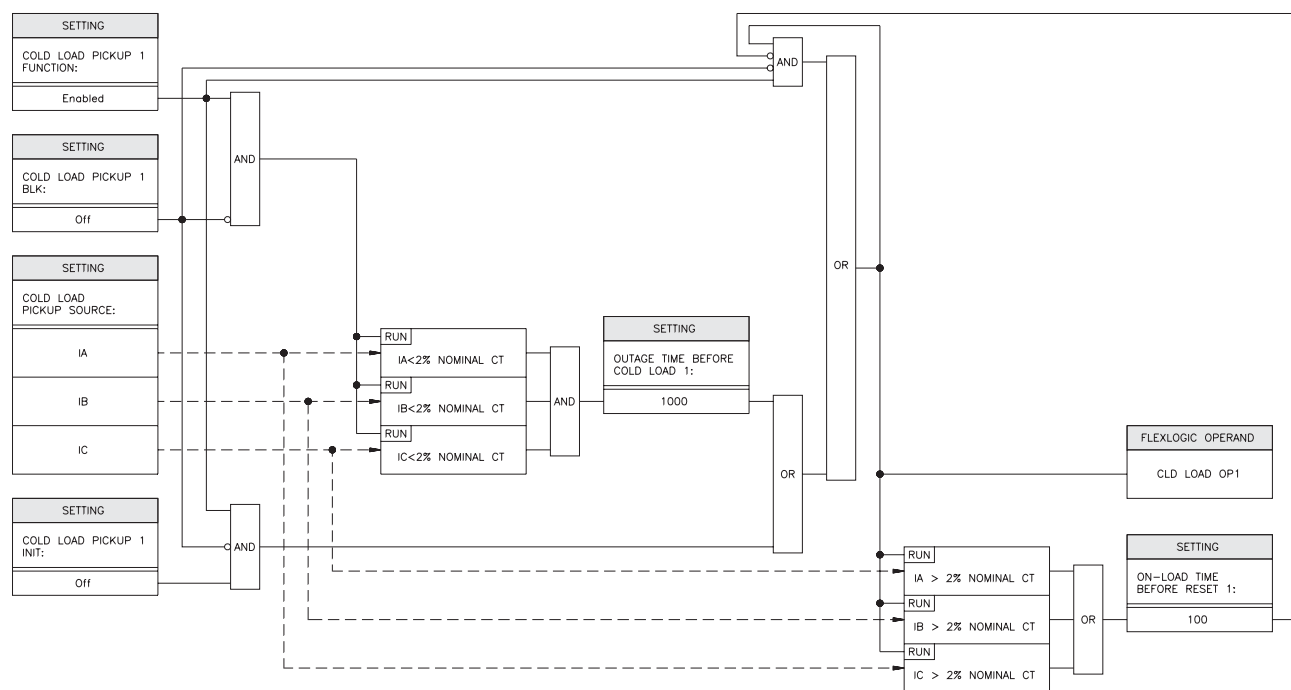 SETTING
COLD LOAD PICKUP 1
FUNCTION:
Enabled
SETTING
COLD LOAD PICKUP 1
BLK:
Off
SETTING
COLD LOAD
PICKUP SOURCE:
IA
IB
IC
SETTING
COLD LOAD PICKUP 1
INIT:
Off
AND
AND
RUN
IA<2% NOMINAL CT
RUN
IB<2% NOMINAL CT
RUN
IC<2% NOMINAL CT
AND
SETTING
OUTAGE TIME BEFORE
COLD LOAD 1:
1000
OR
AND
OR
RUN
IA > 2% NOMINAL CT
RUN
IB > 2% NOMINAL CT
RUN
IC > 2% NOMINAL CT
OR
FLEXLOGIC OPERAND
CLD LOAD OP1
SETTING
ON-LOAD TIME
BEFORE RESET 1:
100